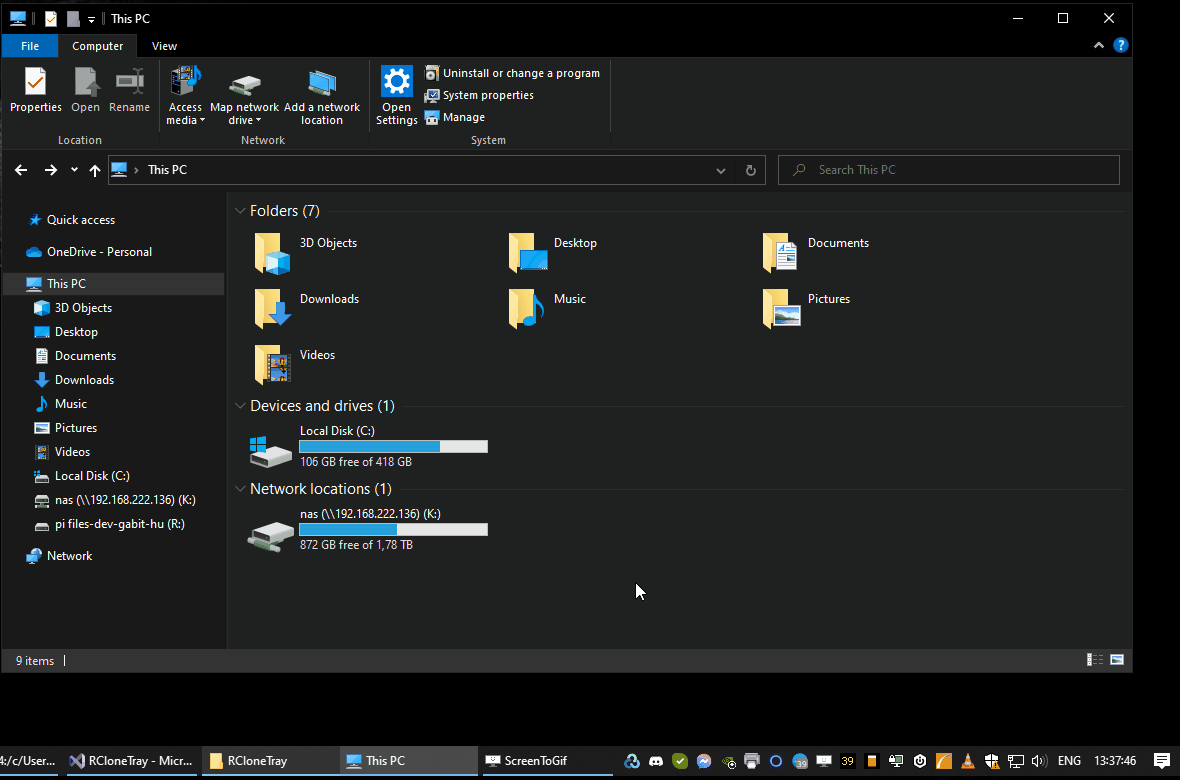 This PC
File Computer View
?
Properties Open Rename Access media Map network drive Add a network location Open Settings
Uninstall or change a program
System properties
Manage
Location Network System
This PC
Search This PC
Quick access
OneDrive - Personal
This PC
3D Objects
Desktop
Documents
Downloads
Music
Pictures
Videos
Local Disk (C:)
nas (\\192.168.222.136) (K:)
pi files-dev-gabit-hu (R:)
Network
Folders (7)
3D Objects Desktop Documents
Downloads Music Pictures
Videos
Devices and drives (1)
Local Disk (C:)
106 GB free of 418 GB
Network locations (1)
nas (\\192.168.222.136) (K:)
872 GB free of 1,78 TB
9 items
4:/c/User... RCloneTray - Micr... RCloneTray This PC ScreenToGif 39 39 ENG 13:37:46